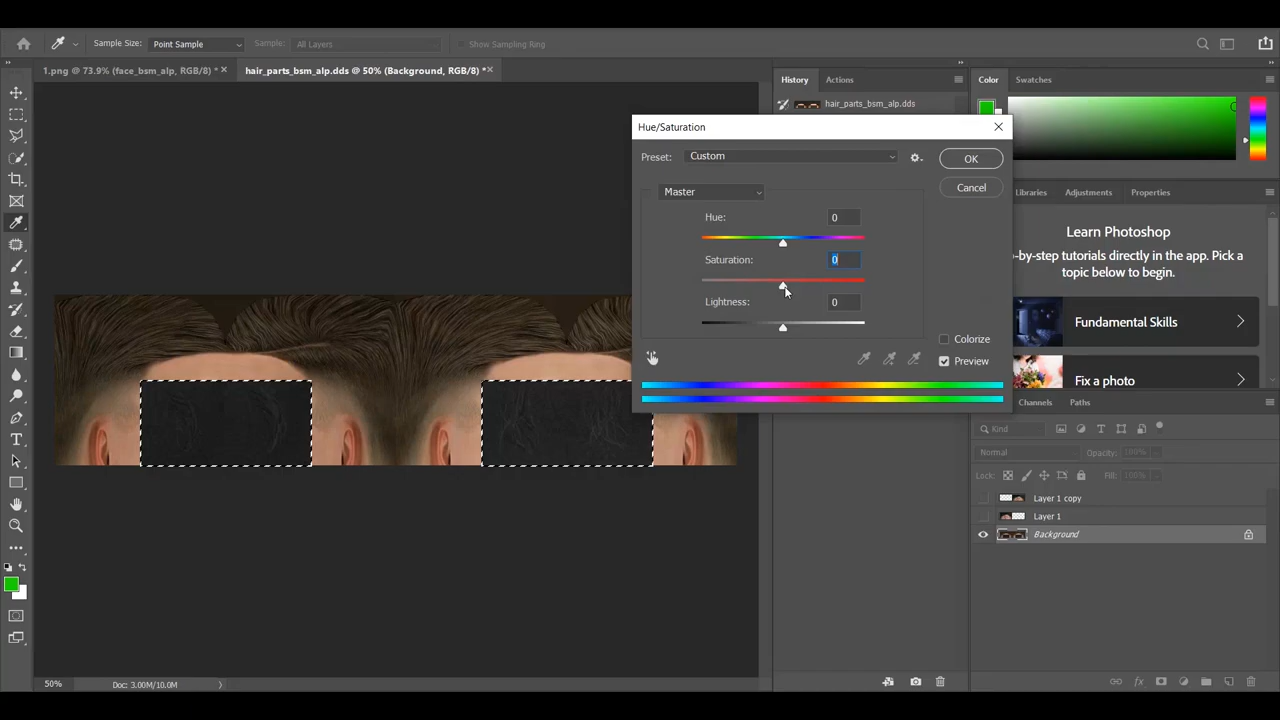 Sample Size: Point Sample Sample: All Layers Show Sampling Ring
1.png @ 73.9% (face_bsm_alp, RGB/8) * ×
hair_parts_bsm_alp.dds @ 50% (Background, RGB/8) * ×
History Actions
hair_parts_bsm_alp.dds
Color Swatches
Hue/Saturation
Preset: Custom
OK
Cancel
Master
Hue: 0
Saturation: 0
Lightness: 0
Colorize
Preview
Libraries Adjustments Properties
Learn Photoshop
p-by-step tutorials directly in the app. Pick a
topic below to begin.
Fundamental Skills
Fix a photo
Channels Paths
Kind
Normal Opacity: 100%
Lock: Fill: 100%
Layer 1 copy
Layer 1
Background
50% Doc: 3.00M/10.0M